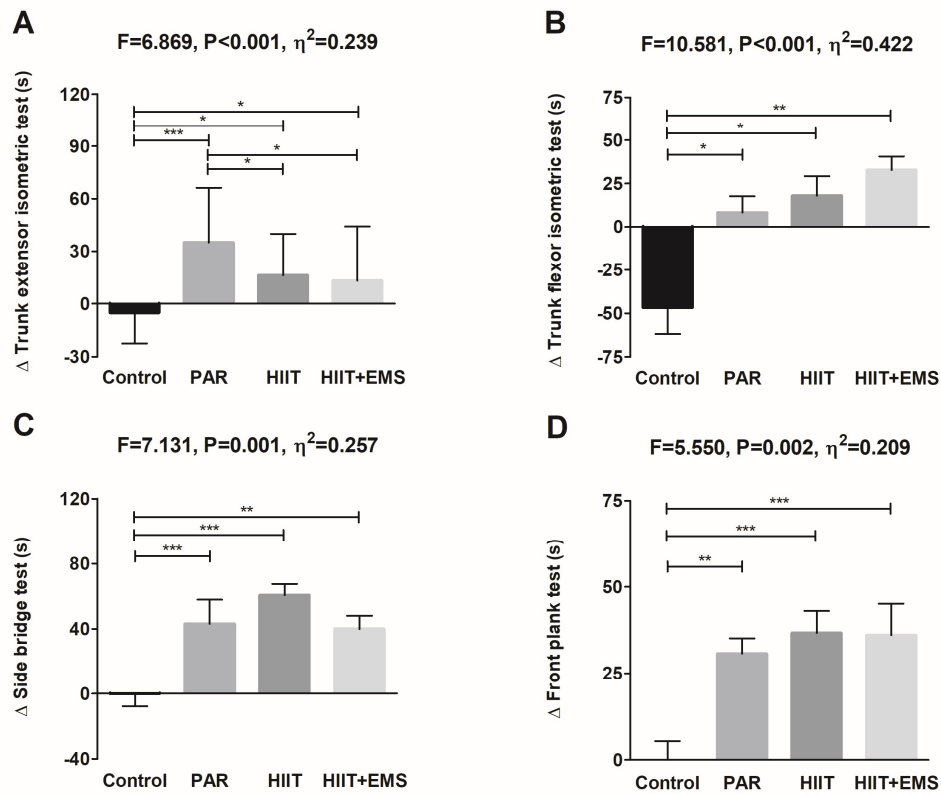 A
F=6.869, P<0.001, η²=0.239
Δ Trunk extensor isometric test (s)
120
90
60
30
0
-30
*
*
***
*
*
Control PAR HIIT HIIT+EMS
B
F=10.581, P<0.001, η²=0.422
Δ Trunk flexor isometric test (s)
75
50
25
0
-25
-50
-75
**
*
*
Control PAR HIIT HIIT+EMS
C
F=7.131, P=0.001, η²=0.257
Δ Side bridge test (s)
120
80
40
0
-40
**
***
***
Control PAR HIIT HIIT+EMS
D
F=5.550, P=0.002, η²=0.209
Δ Front plank test (s)
75
50
25
0
***
***
**
Control PAR HIIT HIIT+EMS